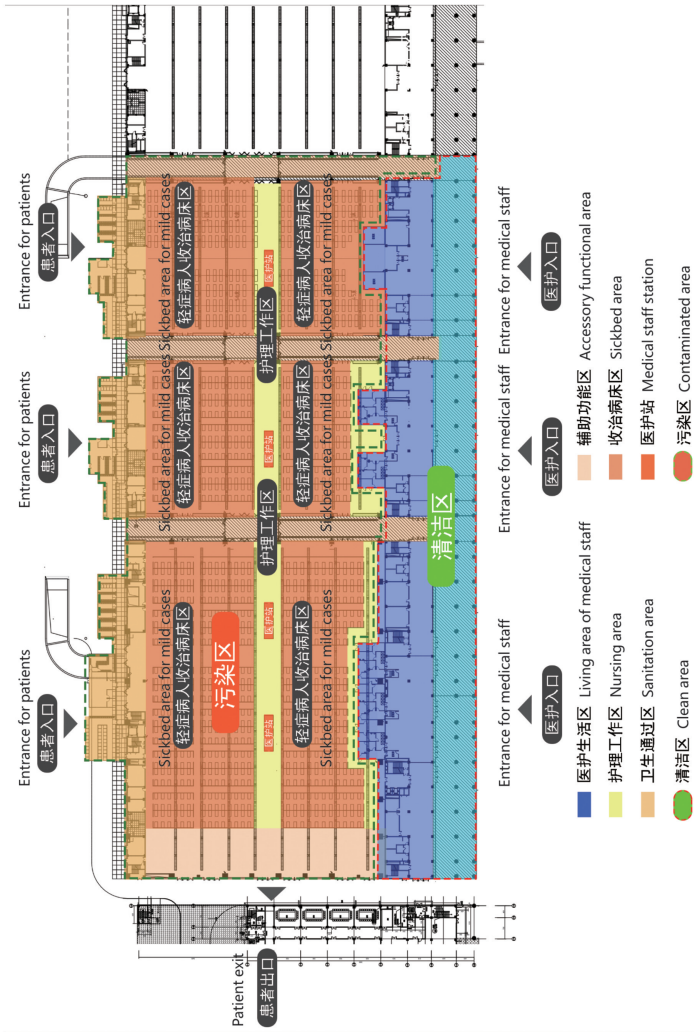 Entrance for patients
Entrance for patients
Entrance for patients
患者入口
患者入口
患者入口
Sickbed area for mild cases
Sickbed area for mild cases
Sickbed area for mild cases
轻症病人收治病床区
轻症病人收治病床区
轻症病人收治病床区
污染区
Patient exit
患者出口
医护站
医护站
护理工作区
医护站
护理工作区
医护站
轻症病人收治病床区
轻症病人收治病床区
轻症病人收治病床区
Sickbed area for mild cases
Sickbed area for mild cases
Sickbed area for mild cases
清洁区
Entrance for medical staff
Entrance for medical staff
Entrance for medical staff
医护入口
医护入口
医护入口
医护生活区 Living area of medical staff
辅助功能区 Accessory functional area
护理工作区 Nursing area
收治病床区 Sickbed area
卫生通过区 Sanitation area
医护站 Medical staff station
清洁区 Clean area
污染区 Contaminated area